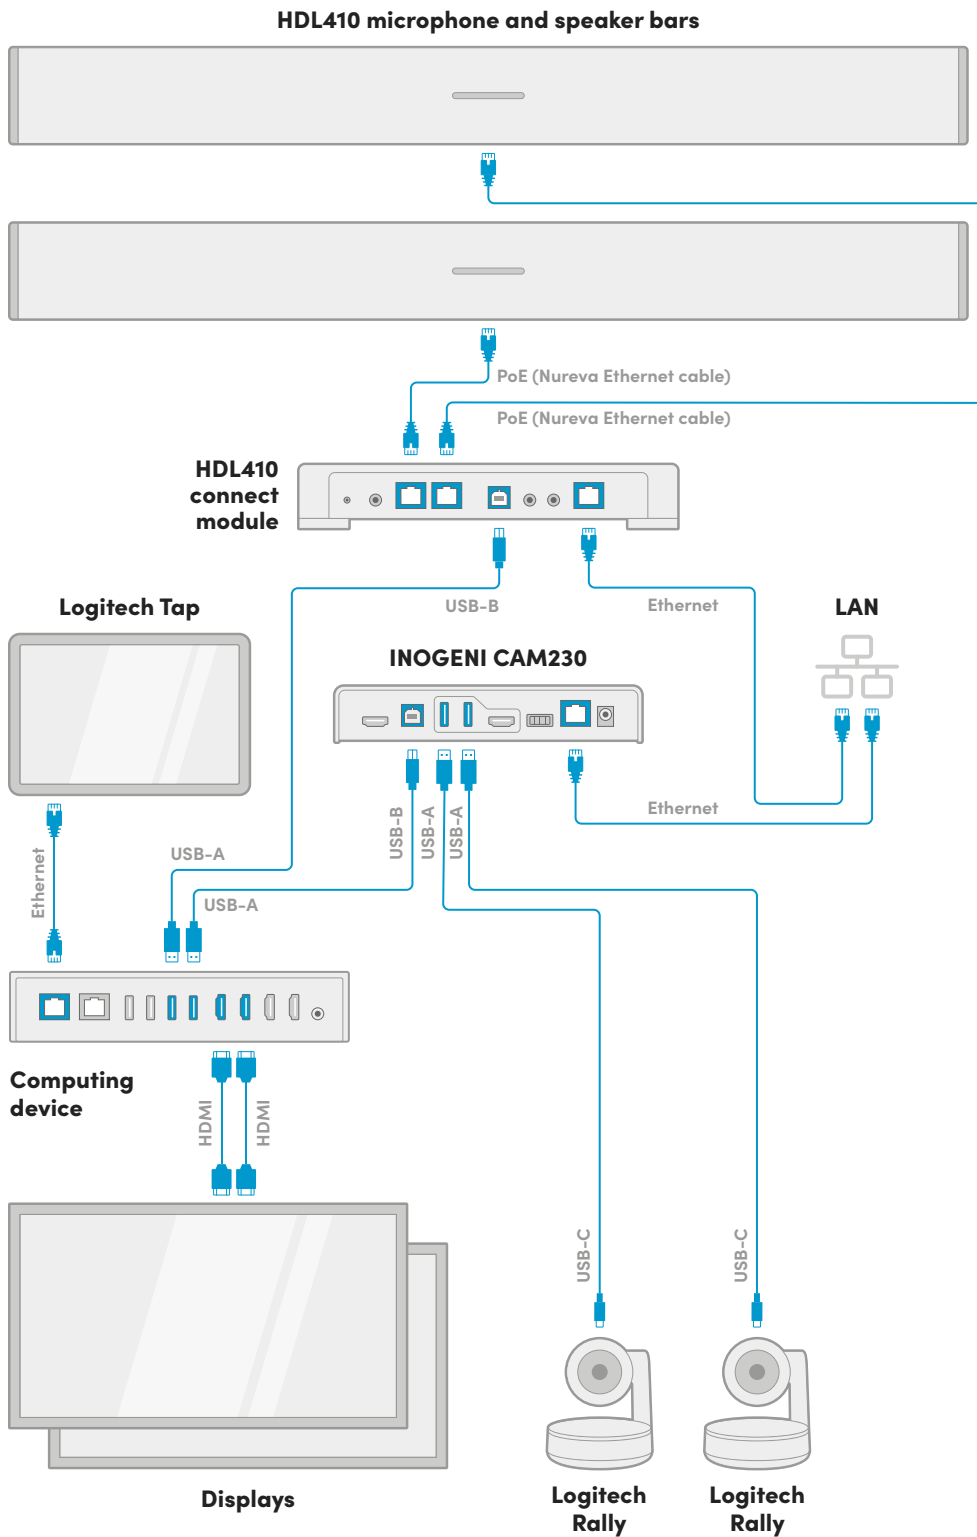 HDL410 microphone and speaker bars
PoE (Nureva Ethernet cable)
PoE (Nureva Ethernet cable)
HDL410
connect
module
USB-B
Ethernet
Logitech Tap
LAN
INOGENI CAM230
Ethernet
USB-B
USB-A
USB-A
Ethernet
USB-A
USB-A
Computing
device
HDMI
HDMI
USB-C
USB-C
Displays
Logitech
Rally
Logitech
Rally